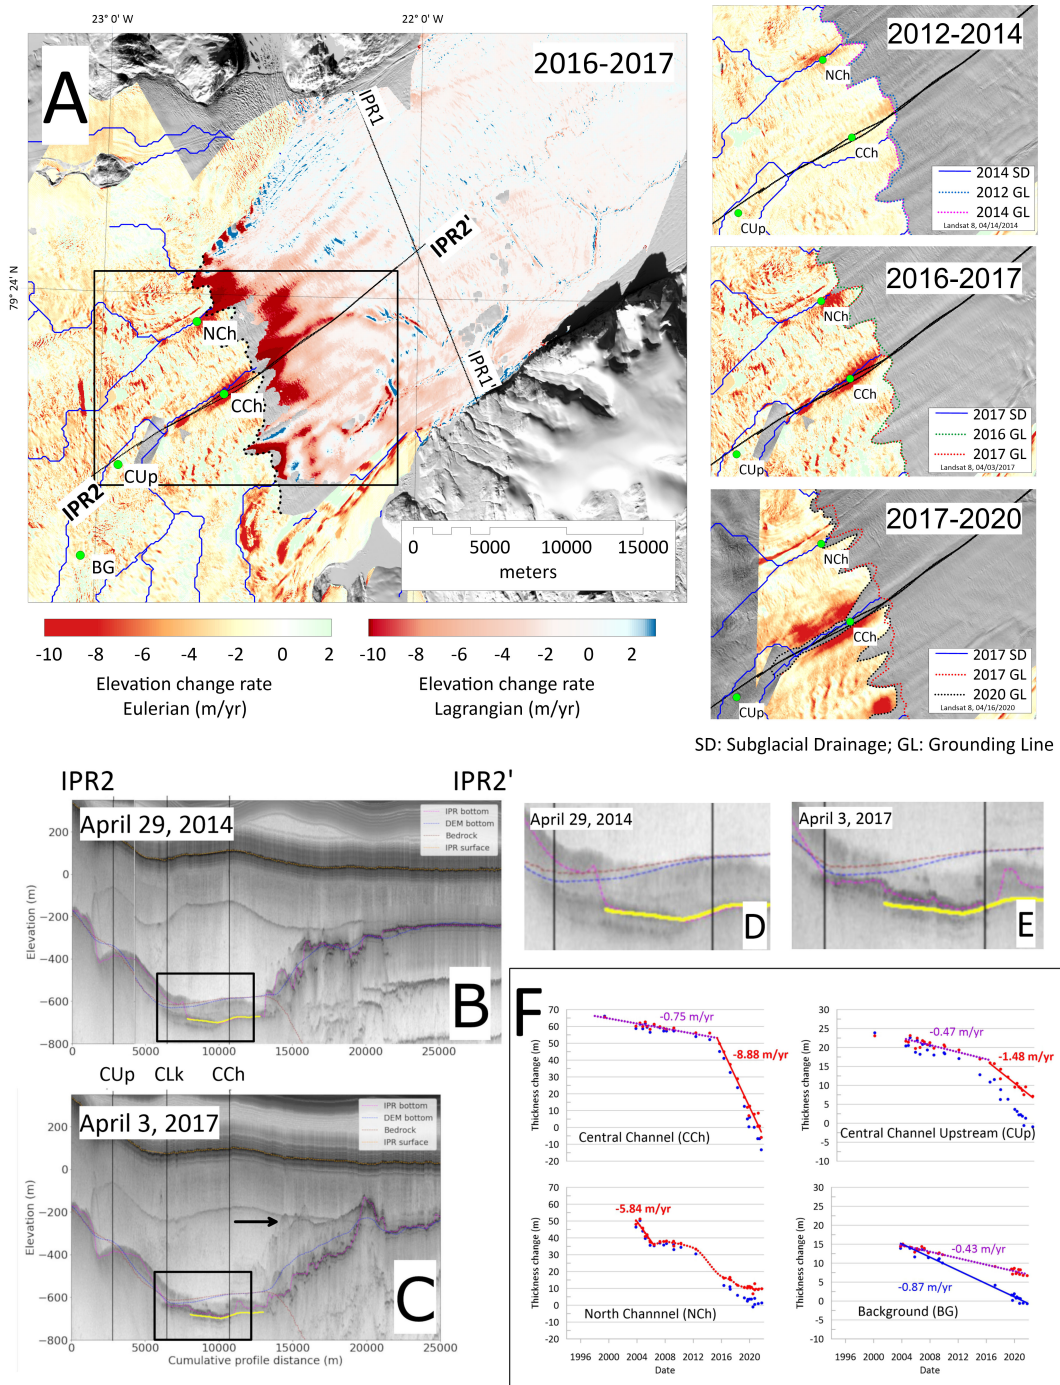 23° 0' W
22° 0' W
79° 24' N
A
2016-2017
IPR1
IPR2'
NCh
CCh
IPR1'
CUp
IPR2
BG
0 5000 10000 15000
meters
-10 -8 -6 -4 -2 0 2
Elevation change rate
Eulerian (m/yr)
-10 -8 -6 -4 -2 0 2
Elevation change rate
Lagrangian (m/yr)
2012-2014
NCh
CCh
CUp
2014 SD
2012 GL
2014 GL
Landsat 8, 04/14/2014
2016-2017
NCh
CCh
CUp
2017 SD
2016 GL
2017 GL
Landsat 8, 04/03/2017
2017-2020
NCh
CCh
CUp
2017 SD
2017 GL
2020 GL
Landsat 8, 04/16/2020
SD: Subglacial Drainage; GL: Grounding Line
IPR2
IPR2'
April 29, 2014
IPR bottom
DEM bottom
Bedrock
IPR surface
Elevation (m)
200
0
−200
−400
−600
−800
B
0 5000 10000 15000 20000 25000
CUp CLk CCh
April 3, 2017
IPR bottom
DEM bottom
Bedrock
IPR surface
Elevation (m)
200
0
−200
−400
−600
−800
C
0 5000 10000 15000 20000 25000
Cumulative profile distance (m)
April 29, 2014
D
April 3, 2017
E
F
Thickness change (m)
70
60
50
40
30
20
10
0
-10
-20
-0.75 m/yr
-8.88 m/yr
Central Channel (CCh)
Thickness change (m)
30
25
20
15
10
5
0
-5
-10
-0.47 m/yr
-1.48 m/yr
Central Channel Upstream (CUp)
Thickness change (m)
70
60
50
40
30
20
10
0
-10
-20
-5.84 m/yr
North Channnel (NCh)
1996 2000 2004 2008 2012 2016 2020
Date
Thickness change (m)
30
25
20
15
10
5
0
-5
-10
-0.43 m/yr
-0.87 m/yr
Background (BG)
1996 2000 2004 2008 2012 2016 2020
Date